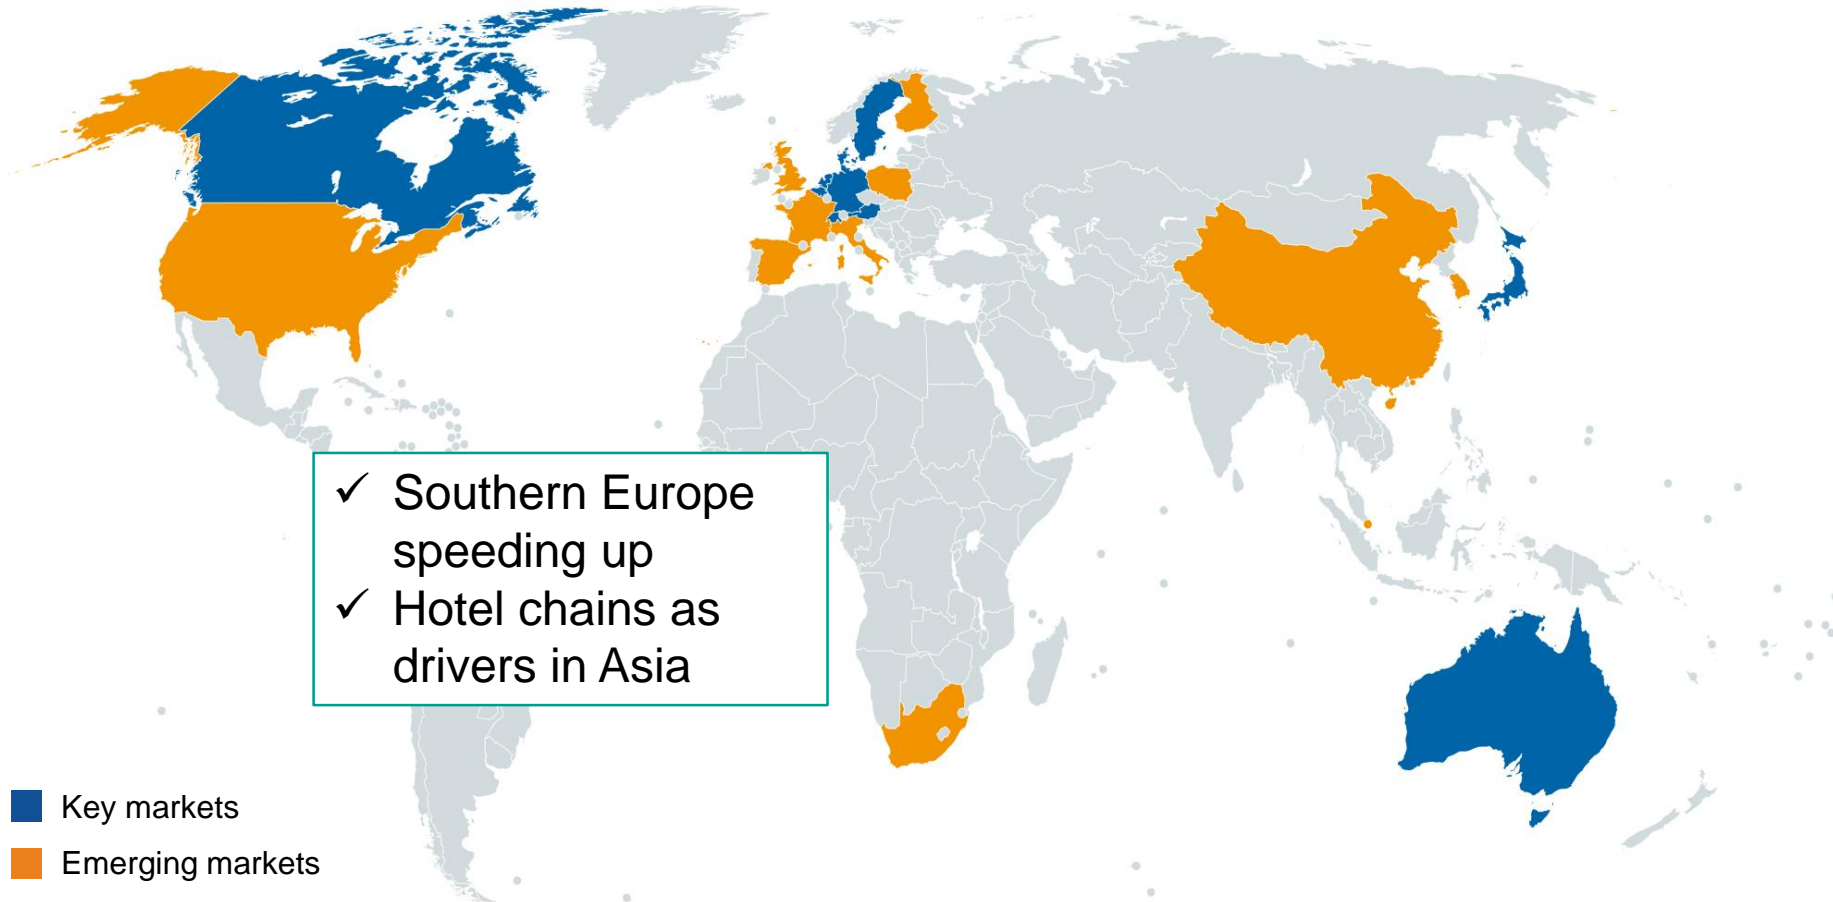 ✓ Southern Europe
speeding up
✓ Hotel chains as
drivers in Asia
Key markets
Emerging markets